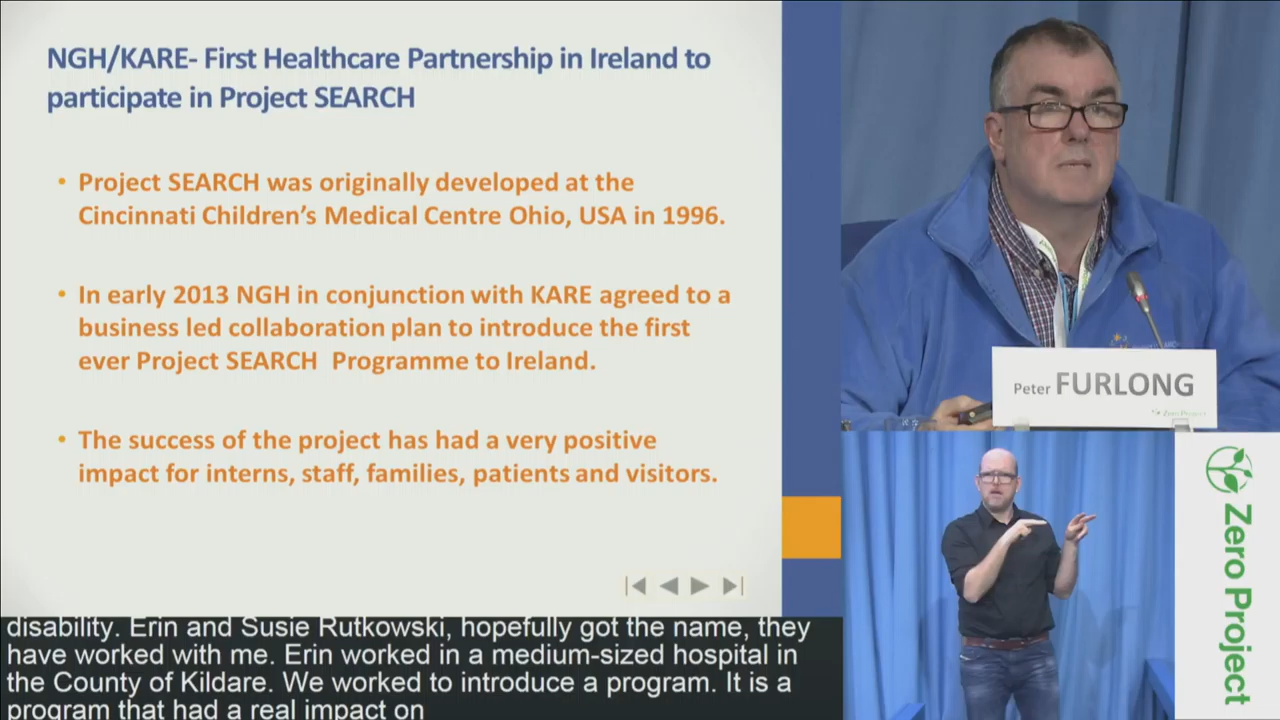 NGH/KARE- First Healthcare Partnership in Ireland to
participate in Project SEARCH
• Project SEARCH was originally developed at the
Cincinnati Children's Medical Centre Ohio, USA in 1996.
• In early 2013 NGH in conjunction with KARE agreed to a
business led collaboration plan to introduce the first
ever Project SEARCH Programme to Ireland.
• The success of the project has had a very positive
impact for interns, staff, families, patients and visitors.
Peter FURLONG
Zero Project
Zero Project
disability. Erin and Susie Rutkowski, hopefully got the name, they
have worked with me. Erin worked in a medium-sized hospital in
the County of Kildare. We worked to introduce a program. It is a
program that had a real impact on